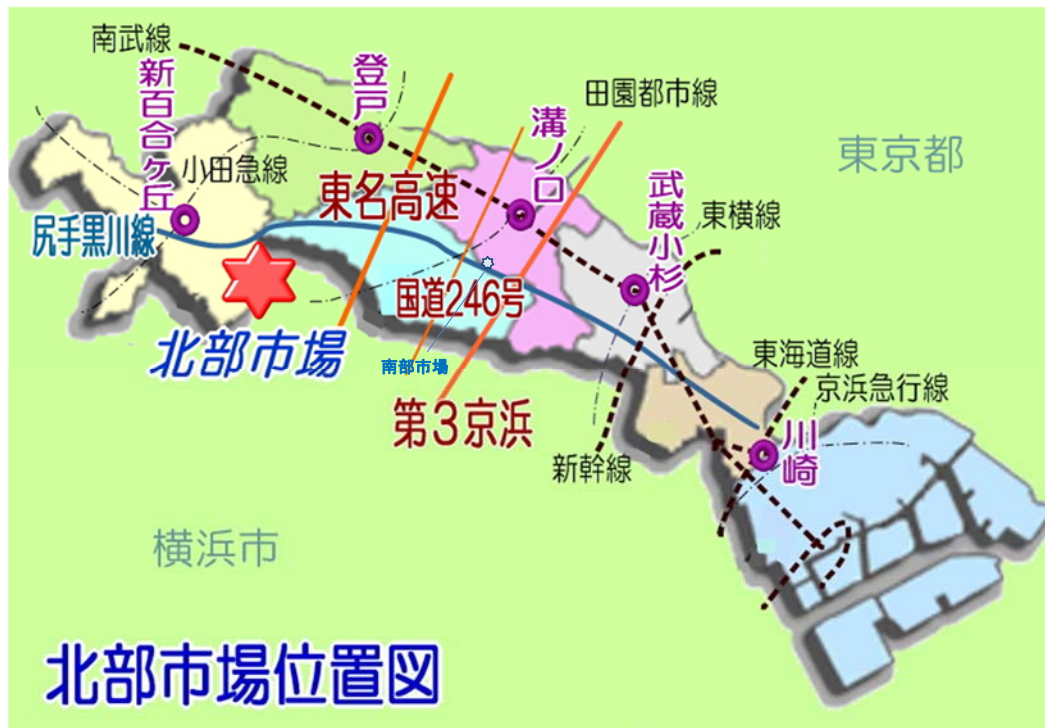 南武線
登戸
新百合ヶ丘
田園都市線
溝ノ口
東京都
小田急線
東名高速
武蔵小杉
東横線
尻手黒川線
国道246号
北部市場
南部市場
東海道線
京浜急行線
第3京浜
川崎
新幹線
横浜市
北部市場位置図